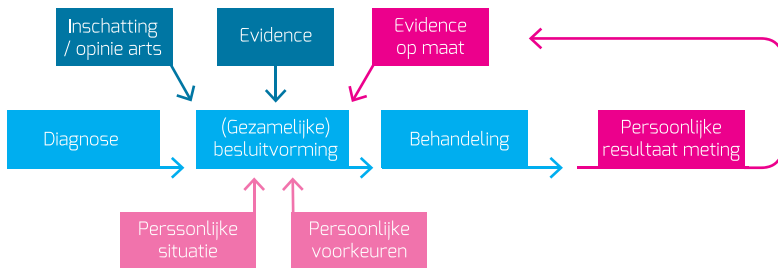 Inschatting
/ opinie arts
Evidence
Evidence
op maat
Diagnose
(Gezamelijke)
besluitvorming
Behandeling
Persoonlijke
resultaat meting
Perssonlijke
situatie
Persoonlijke
voorkeuren